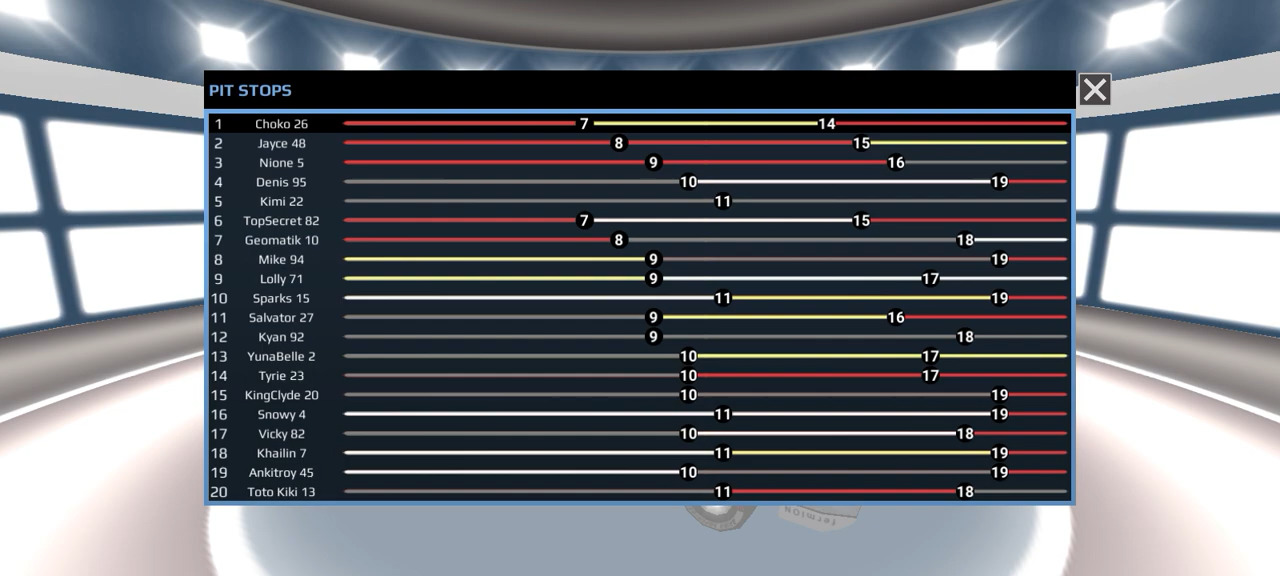 PIT STOPS
1 Choko 26 7 14
2 Jayce 48 8 15
3 Nione 5 9 16
4 Denis 95 10 19
5 Kimi 22 11
6 TopSecret 82 7 15
7 Geomatik 10 8 18
8 Mike 94 9 19
9 Lolly 71 9 17
10 Sparks 15 11 19
11 Salvator 27 9 16
12 Kyan 92 9 18
13 YunaBelle 2 10 17
14 Tyrie 23 10 17
15 KingClyde 20 10 19
16 Snowy 4 11 19
17 Vicky 82 10 18
18 Khailin 7 11 19
19 Ankitroy 45 10 19
20 Toto Kiki 13 11 18